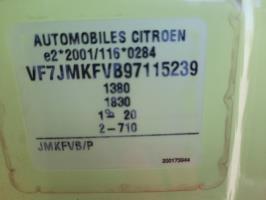 AUTOMOBILES CITROEN
e2*2001/116*0284
VF7JMKFVB97115239
1380
1830
1- 20
2-710
JMKFVB/P